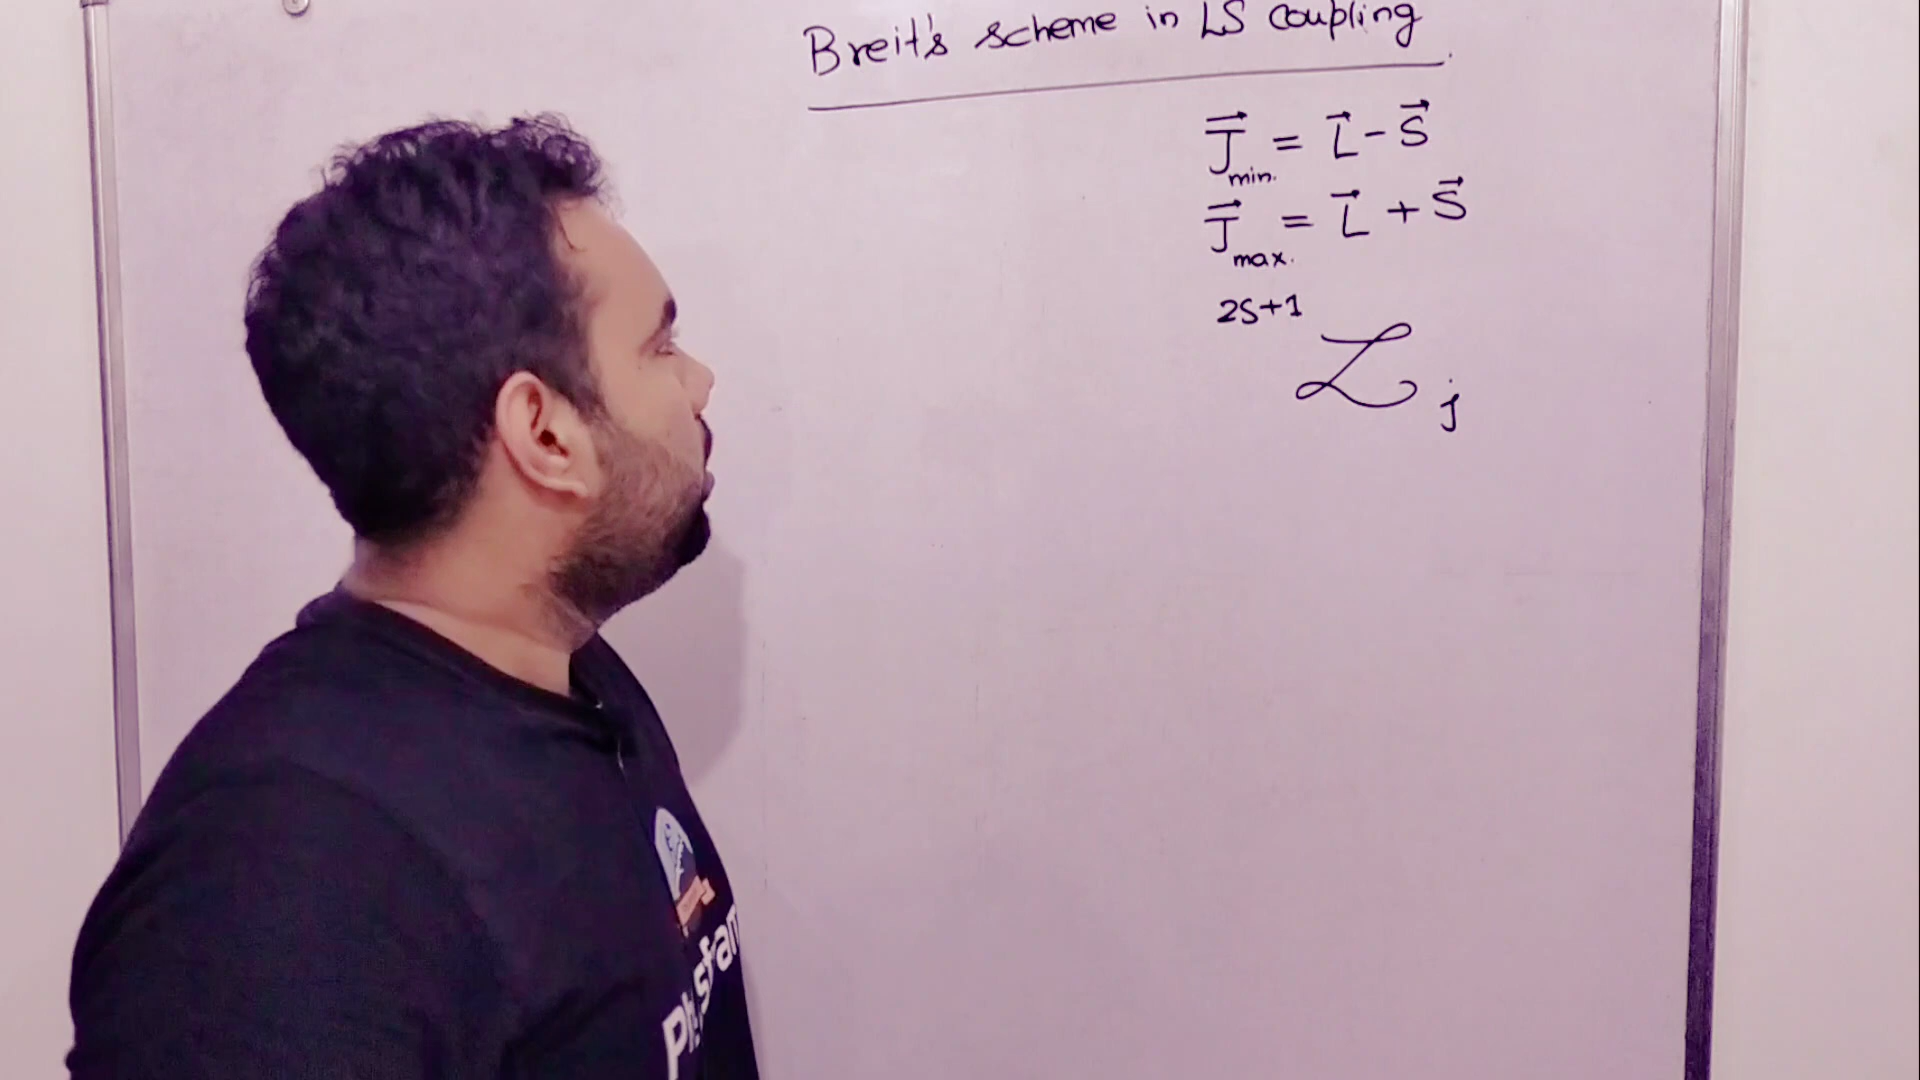 Breit's scheme in LS coupling
J⃗min. = L⃗ - S⃗
J⃗max. = L⃗ + S⃗
2S+1
L j